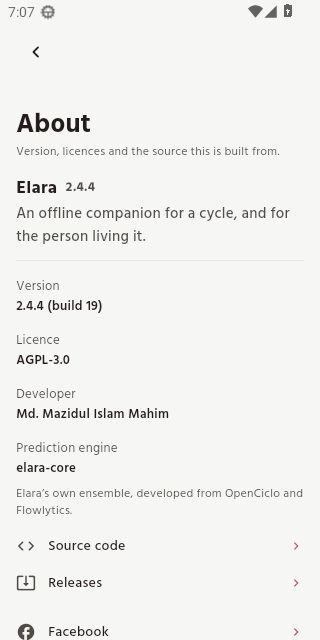 7:07
About
Version, licences and the source this is built from.
Elara 2.4.4
An offline companion for a cycle, and for
the person living it.
Version
2.4.4 (build 19)
Licence
AGPL-3.0
Developer
Md. Mazidul Islam Mahim
Prediction engine
elara-core
Elara’s own ensemble, developed from OpenCiclo and
Flowlytics.
Source code
Releases
Facebook